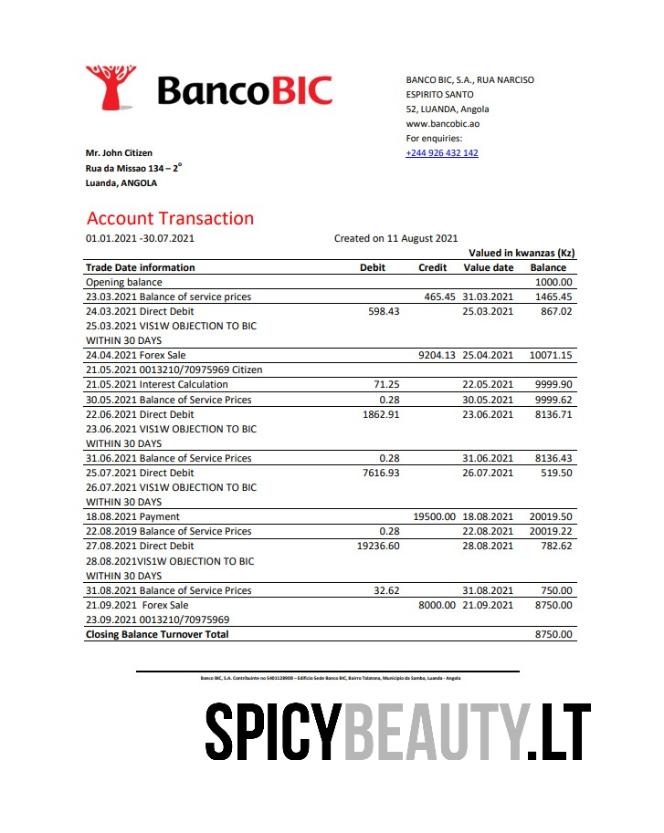 BancoBIC
BANCO BIC, S.A., RUA NARCISO
ESPIRITO SANTO
52, LUANDA, Angola
www.bancobic.ao
For enquiries:
+244 926 432 142
Mr. John Citizen
Rua da Missao 134 – 2º
Luanda, ANGOLA
Account Transaction
01.01.2021 -30.07.2021 Created on 11 August 2021
Valued in kwanzas (Kz)
Trade Date information Debit Credit Value date Balance
Opening balance 1000.00
23.03.2021 Balance of service prices 465.45 31.03.2021 1465.45
24.03.2021 Direct Debit 598.43 25.03.2021 867.02
25.03.2021 VIS1W OBJECTION TO BIC
WITHIN 30 DAYS
24.04.2021 Forex Sale 9204.13 25.04.2021 10071.15
21.05.2021 0013210/70975969 Citizen
21.05.2021 Interest Calculation 71.25 22.05.2021 9999.90
30.05.2021 Balance of Service Prices 0.28 30.05.2021 9999.62
22.06.2021 Direct Debit 1862.91 23.06.2021 8136.71
23.06.2021 VIS1W OBJECTION TO BIC
WITHIN 30 DAYS
31.06.2021 Balance of Service Prices 0.28 31.06.2021 8136.43
25.07.2021 Direct Debit 7616.93 26.07.2021 519.50
26.07.2021 VIS1W OBJECTION TO BIC
WITHIN 30 DAYS
18.08.2021 Payment 19500.00 18.08.2021 20019.50
22.08.2019 Balance of Service Prices 0.28 22.08.2021 20019.22
27.08.2021 Direct Debit 19236.60 28.08.2021 782.62
28.08.2021VIS1W OBJECTION TO BIC
WITHIN 30 DAYS
31.08.2021 Balance of Service Prices 32.62 31.08.2021 750.00
21.09.2021 Forex Sale 8000.00 21.09.2021 8750.00
23.09.2021 0013210/70975969
Closing Balance Turnover Total 8750.00
Banco BIC, S.A. Contribuinte no 5401128908 – Edifício Sede Banco BIC, Bairro Talatona, Município da Samba, Luanda - Angola
SPICYBEAUTY.LT